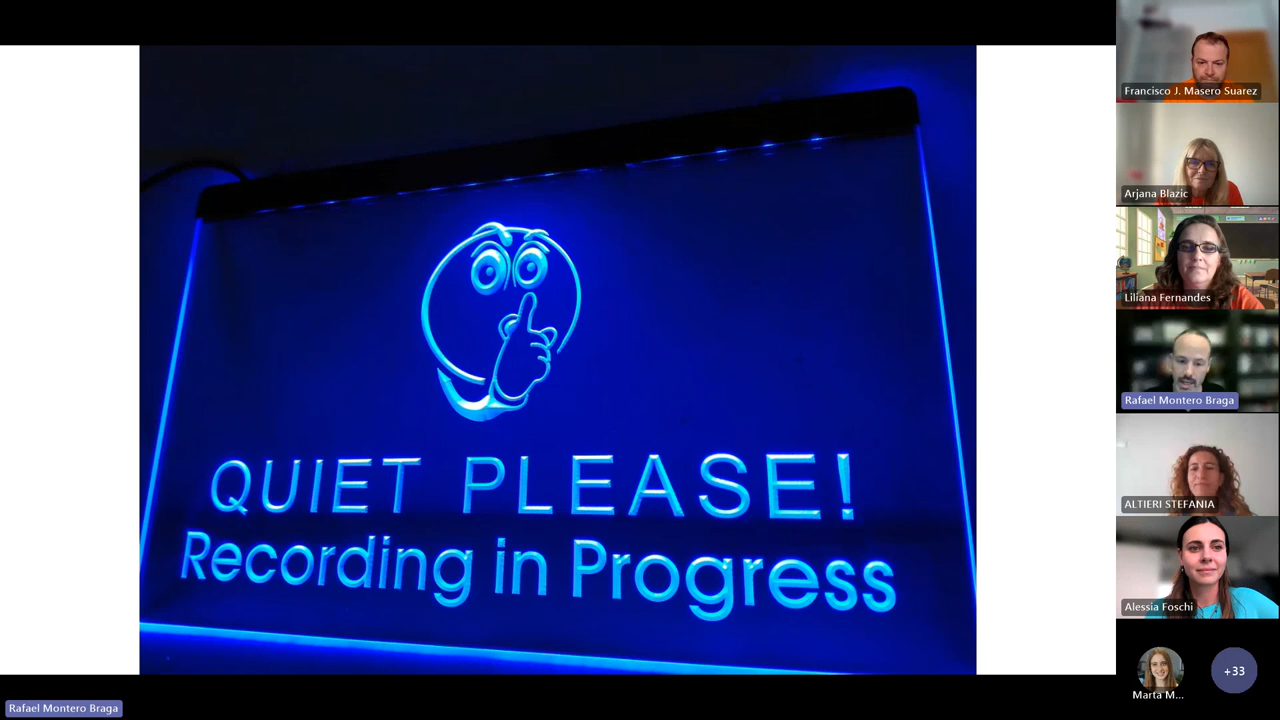 QUIET PLEASE!
Recording in Progress
Francisco J. Masero Suarez
Arjana Blazic
Liliana Fernandes
Rafael Montero Braga
ALTIERI STEFANIA
Alessia Foschi
Marta M...
+33
Rafael Montero Braga